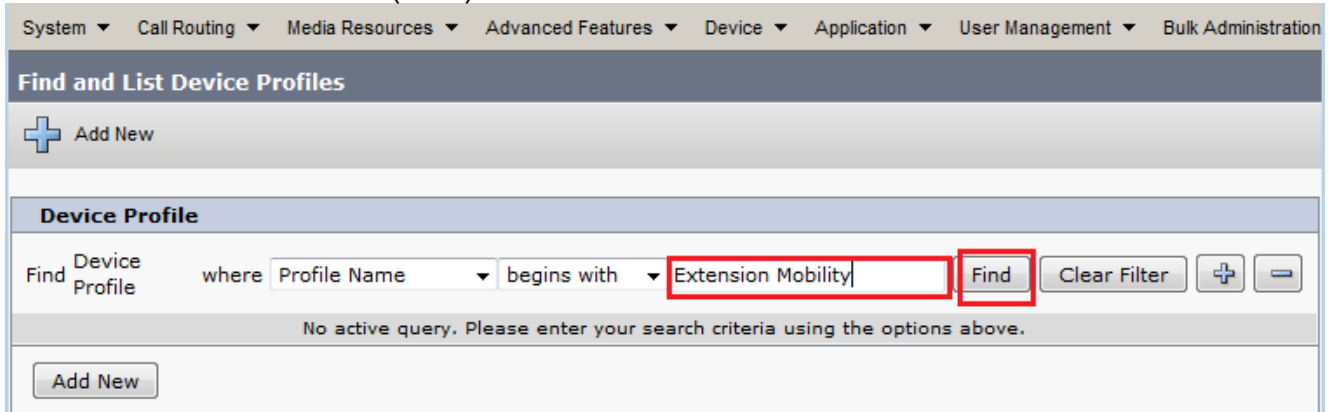 System Call Routing Media Resources Advanced Features Device Application User Management Bulk Administration
Find and List Device Profiles
Add New
Device Profile
Find Device Profile where Profile Name begins with Extension Mobility Find Clear Filter
No active query. Please enter your search criteria using the options above.
Add New